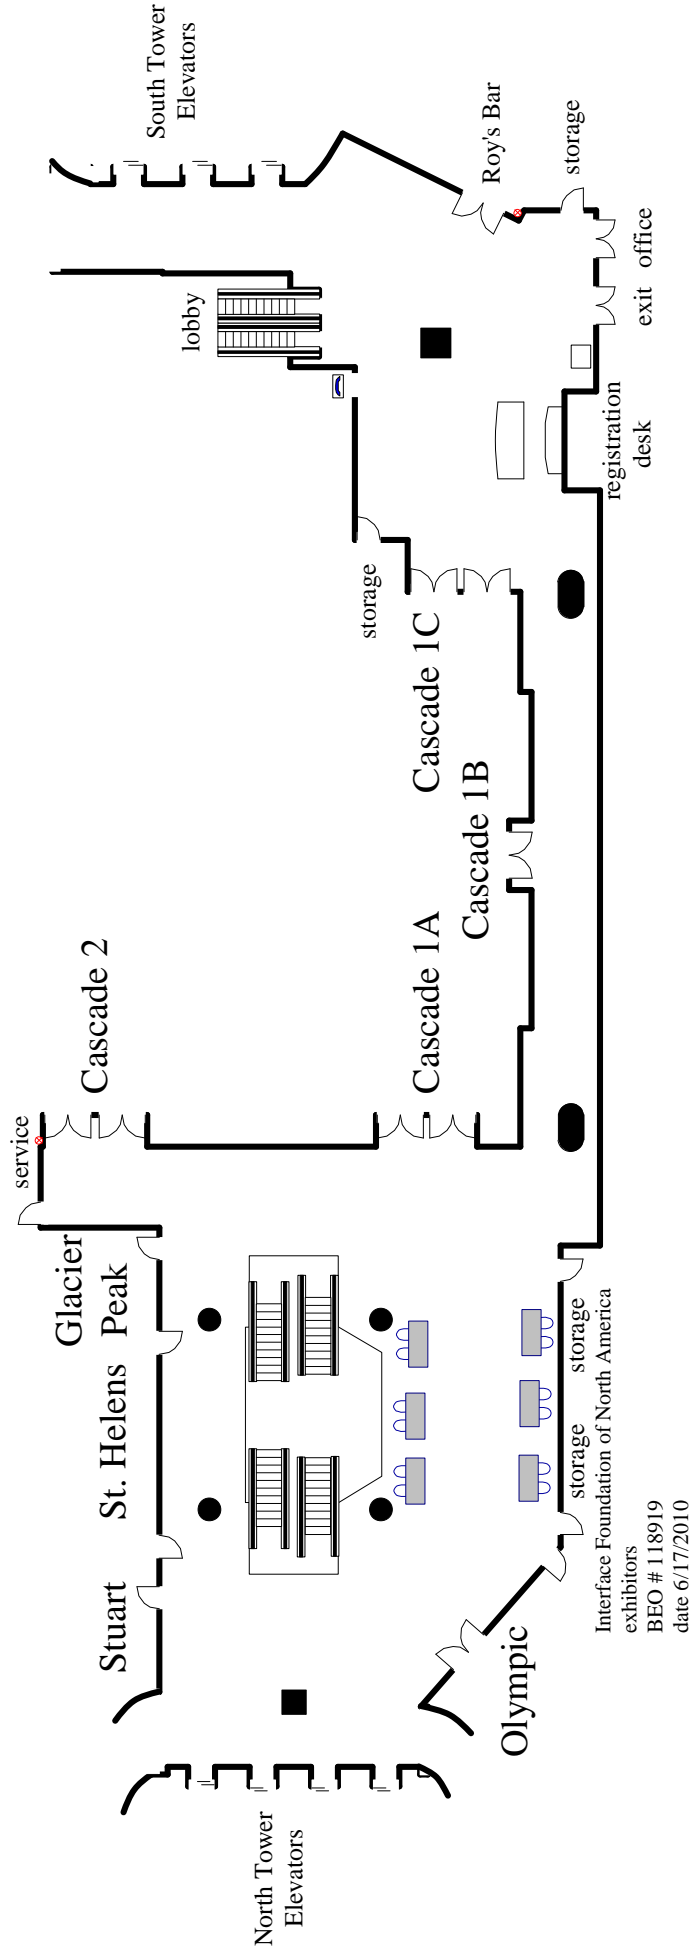 North Tower
Elevators
Stuart
St. Helens
Glacier
Peak
service
Cascade 2
Cascade 1A
Cascade 1B
Cascade 1C
storage
lobby
South Tower
Elevators
Roy's Bar
storage
office
exit
registration
desk
storage
storage
Olympic
Interface Foundation of North America
exhibitors
BEO # 118919
date 6/17/2010